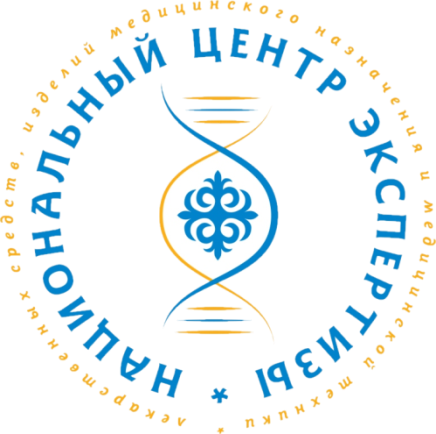 НАЦИОНАЛЬНЫЙ ЦЕНТР ЭКСПЕРТИЗЫ *
лекарственных средств, изделий медицинского назначения и медицинской техники *